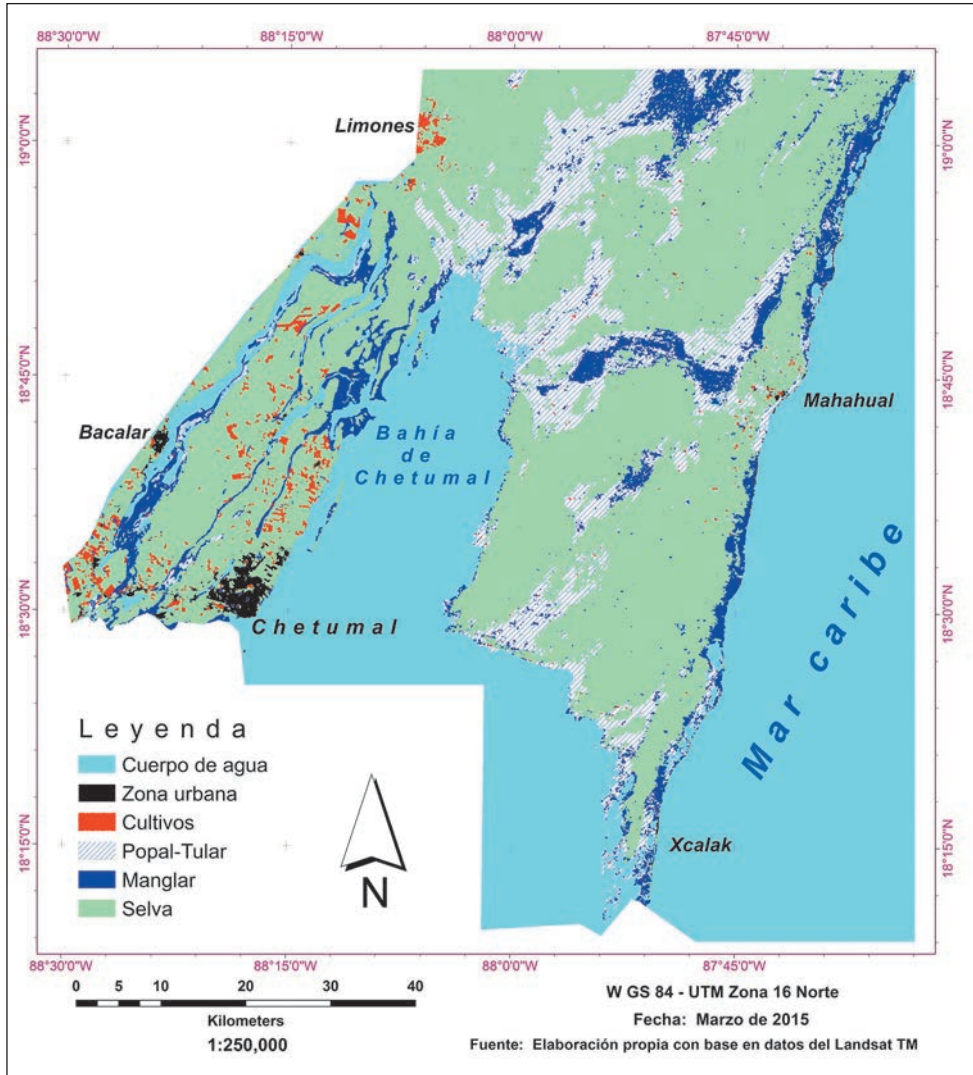 88°30'0"W 88°15'0"W 88°0'0"W 87°45'0"W
19°0'0"N 19°0'0"N
Limones
18°45'0"N 18°45'0"N
Mahahual
Bacalar
Bahía
de
Chetumal
Mar caribe
18°30'0"N 18°30'0"N
Chetumal
Leyenda
Cuerpo de agua
Zona urbana
Cultivos
Popal-Tular
Manglar
Selva
N
18°15'0"N 18°15'0"N
Xcalak
88°30'0"W 88°15'0"W 88°0'0"W 87°45'0"W
0 5 10 20 30 40
Kilometers
1:250,000
W GS 84 - UTM Zona 16 Norte
Fecha: Marzo de 2015
Fuente: Elaboración propia con base en datos del Landsat TM